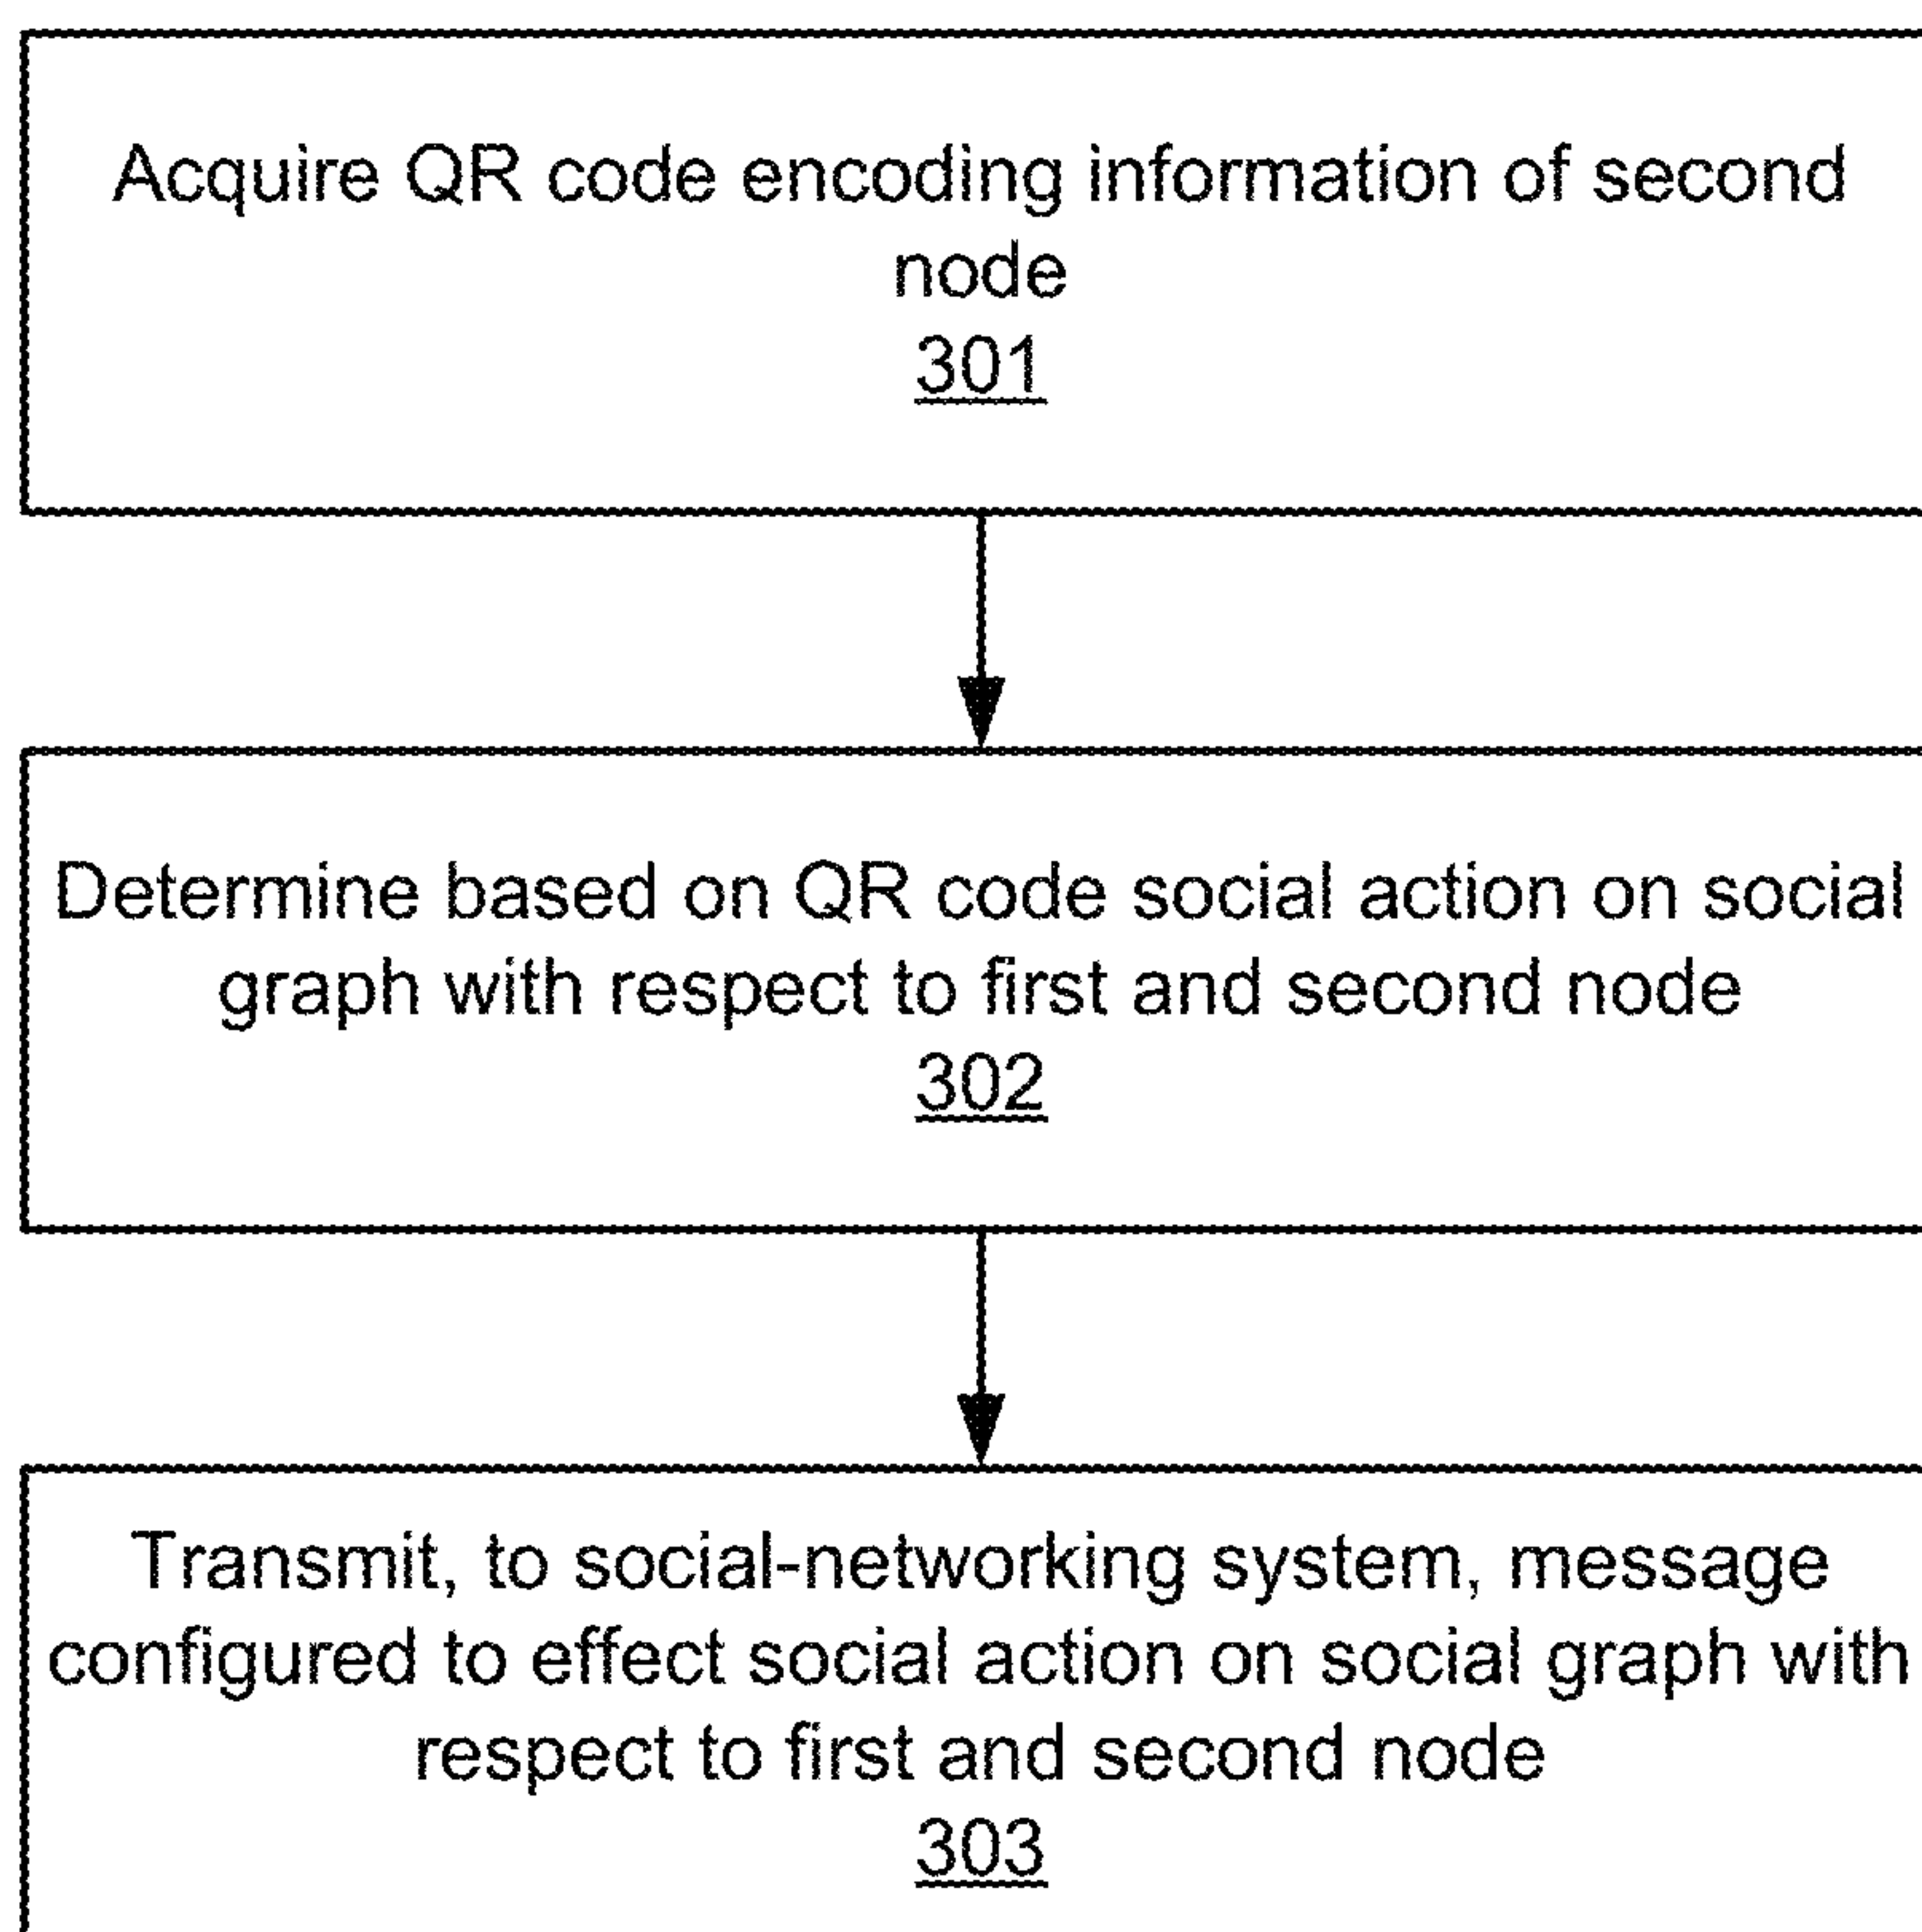 Acquire QR code encoding information of second
node
301
Determine based on QR code social action on social
graph with respect to first and second node
302
Transmit, to social-networking system, message
configured to effect social action on social graph with
respect to first and second node
303